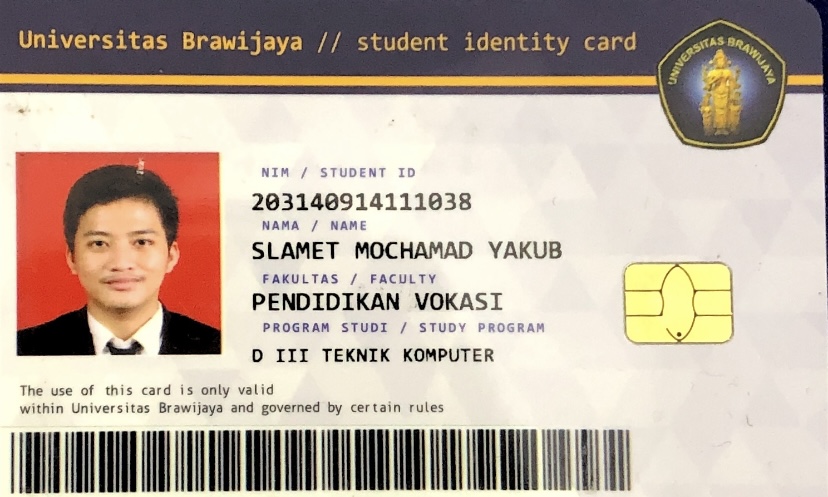 Universitas Brawijaya // student identity card
UNIVERSITAS BRAWIJAYA
NIM / STUDENT ID
203140914111038
NAMA / NAME
SLAMET MOCHAMAD YAKUB
FAKULTAS / FACULTY
PENDIDIKAN VOKASI
PROGRAM STUDI / STUDY PROGRAM
D III TEKNIK KOMPUTER
The use of this card is only valid
within Universitas Brawijaya and governed by certain rules